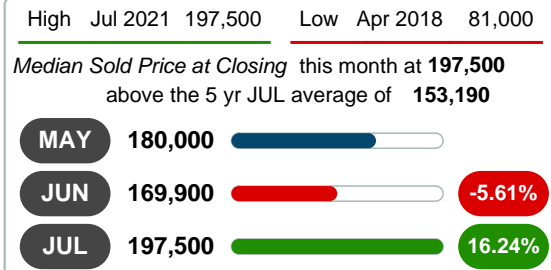 High Jul 2021 197,500 Low Apr 2018 81,000
Median Sold Price at Closing this month at 197,500
above the 5 yr JUL average of 153,190
MAY 180,000
JUN 169,900 -5.61%
JUL 197,500 16.24%